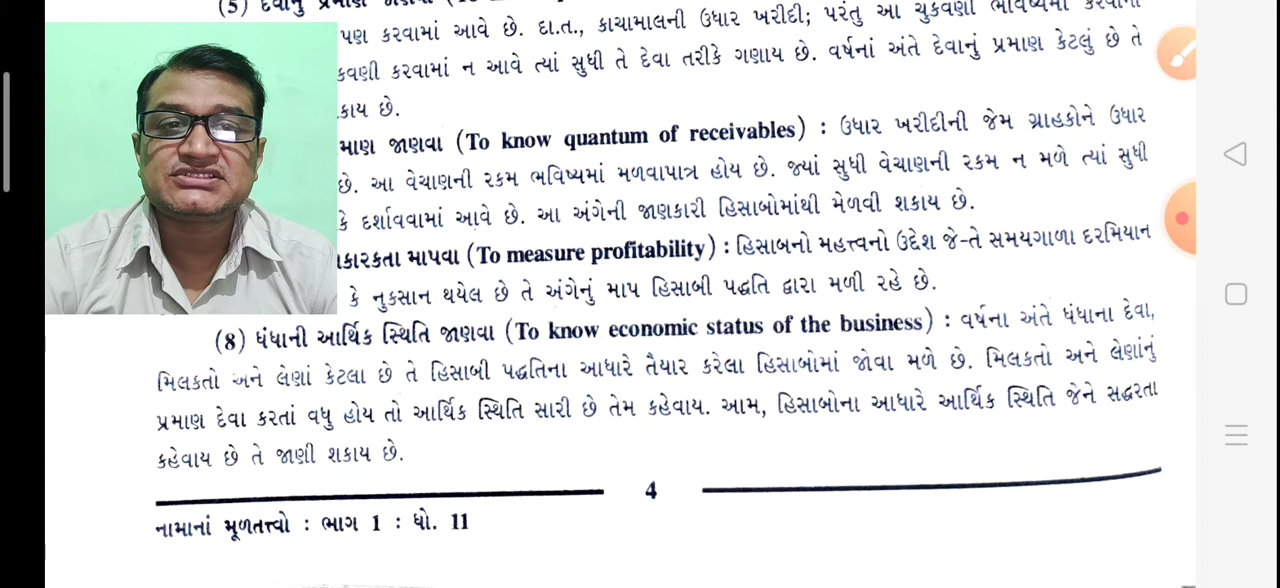 (5) દેવાનું પ્રમાણ
પણ કરવામાં આવે છે. દા.ત., કાચામાલની ઉધાર ખરીદી; પરંતુ આ ચુકવણી ભવિષ્યમાં કરવાની
કવણી કરવામાં ન આવે ત્યાં સુધી તે દેવા તરીકે ગણાય છે. વર્ષનાં અંતે દેવાનું પ્રમાણ કેટલું છે તે
કાય છે.
માણ જાણવા (To know quantum of receivables) : ઉધાર ખરીદીની જેમ ગ્રાહકોને ઉધાર
છે. આ વેચાણની રકમ ભવિષ્યમાં મળવાપાત્ર હોય છે. જ્યાં સુધી વેચાણની રકમ ન મળે ત્યાં સુધી
કે દર્શાવવામાં આવે છે. આ અંગેની જાણકારી હિસાબોમાંથી મેળવી શકાય છે.
કારકતા માપવા (To measure profitability) : હિસાબનો મહત્ત્વનો ઉદેશ જે-તે સમયગાળા દરમિયાન
કે નુકસાન થયેલ છે તે અંગેનું માપ હિસાબી પદ્ધતિ દ્વારા મળી રહે છે.
(8) ધંધાની આર્થિક સ્થિતિ જાણવા (To know economic status of the business) : વર્ષના અંતે ધંધાના દેવા,
મિલકતો અને લેણાં કેટલા છે તે હિસાબી પદ્ધતિના આધારે તૈયાર કરેલા હિસાબોમાં જોવા મળે છે. મિલકતો અને લેણાંનું
પ્રમાણ દેવા કરતાં વધુ હોય તો આર્થિક સ્થિતિ સારી છે તેમ કહેવાય. આમ, હિસાબોના આધારે આર્થિક સ્થિતિ જેને સદ્ધરતા
કહેવાય છે તે જાણી શકાય છે.
4
નામાનાં મૂળતત્ત્વો : ભાગ 1 : ધો. 11